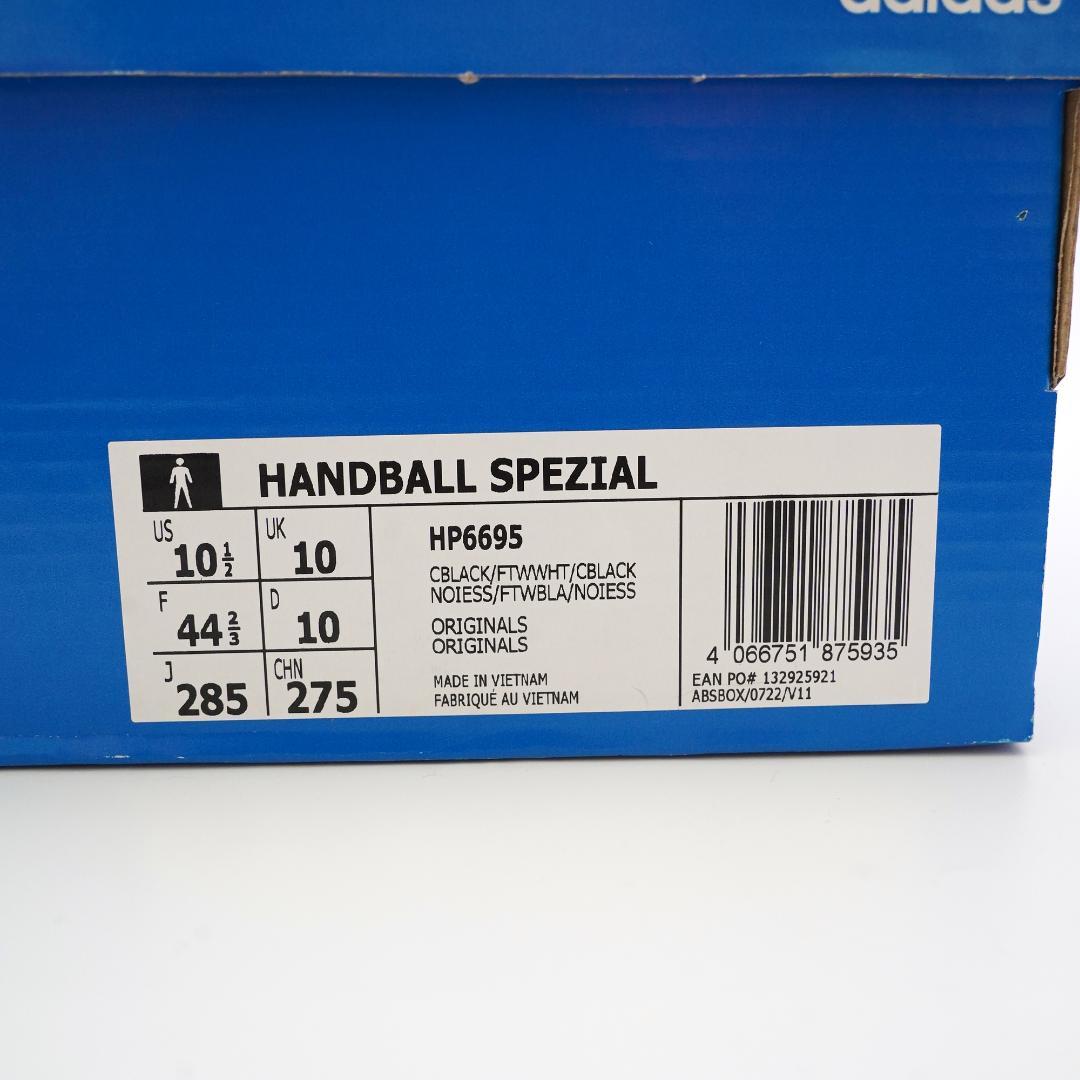 adidas
HANDBALL SPEZIAL
US 10 1/2 UK 10
F 44 2/3 D 10
J 285 CHN 275
HP6695
CBLACK/FTWWHT/CBLACK
NOIESS/FTWBLA/NOIESS
ORIGINALS
ORIGINALS
MADE IN VIETNAM
FABRIQUÉ AU VIETNAM
4 066751 875935
EAN PO# 132925921
ABSBOX/0722/V11